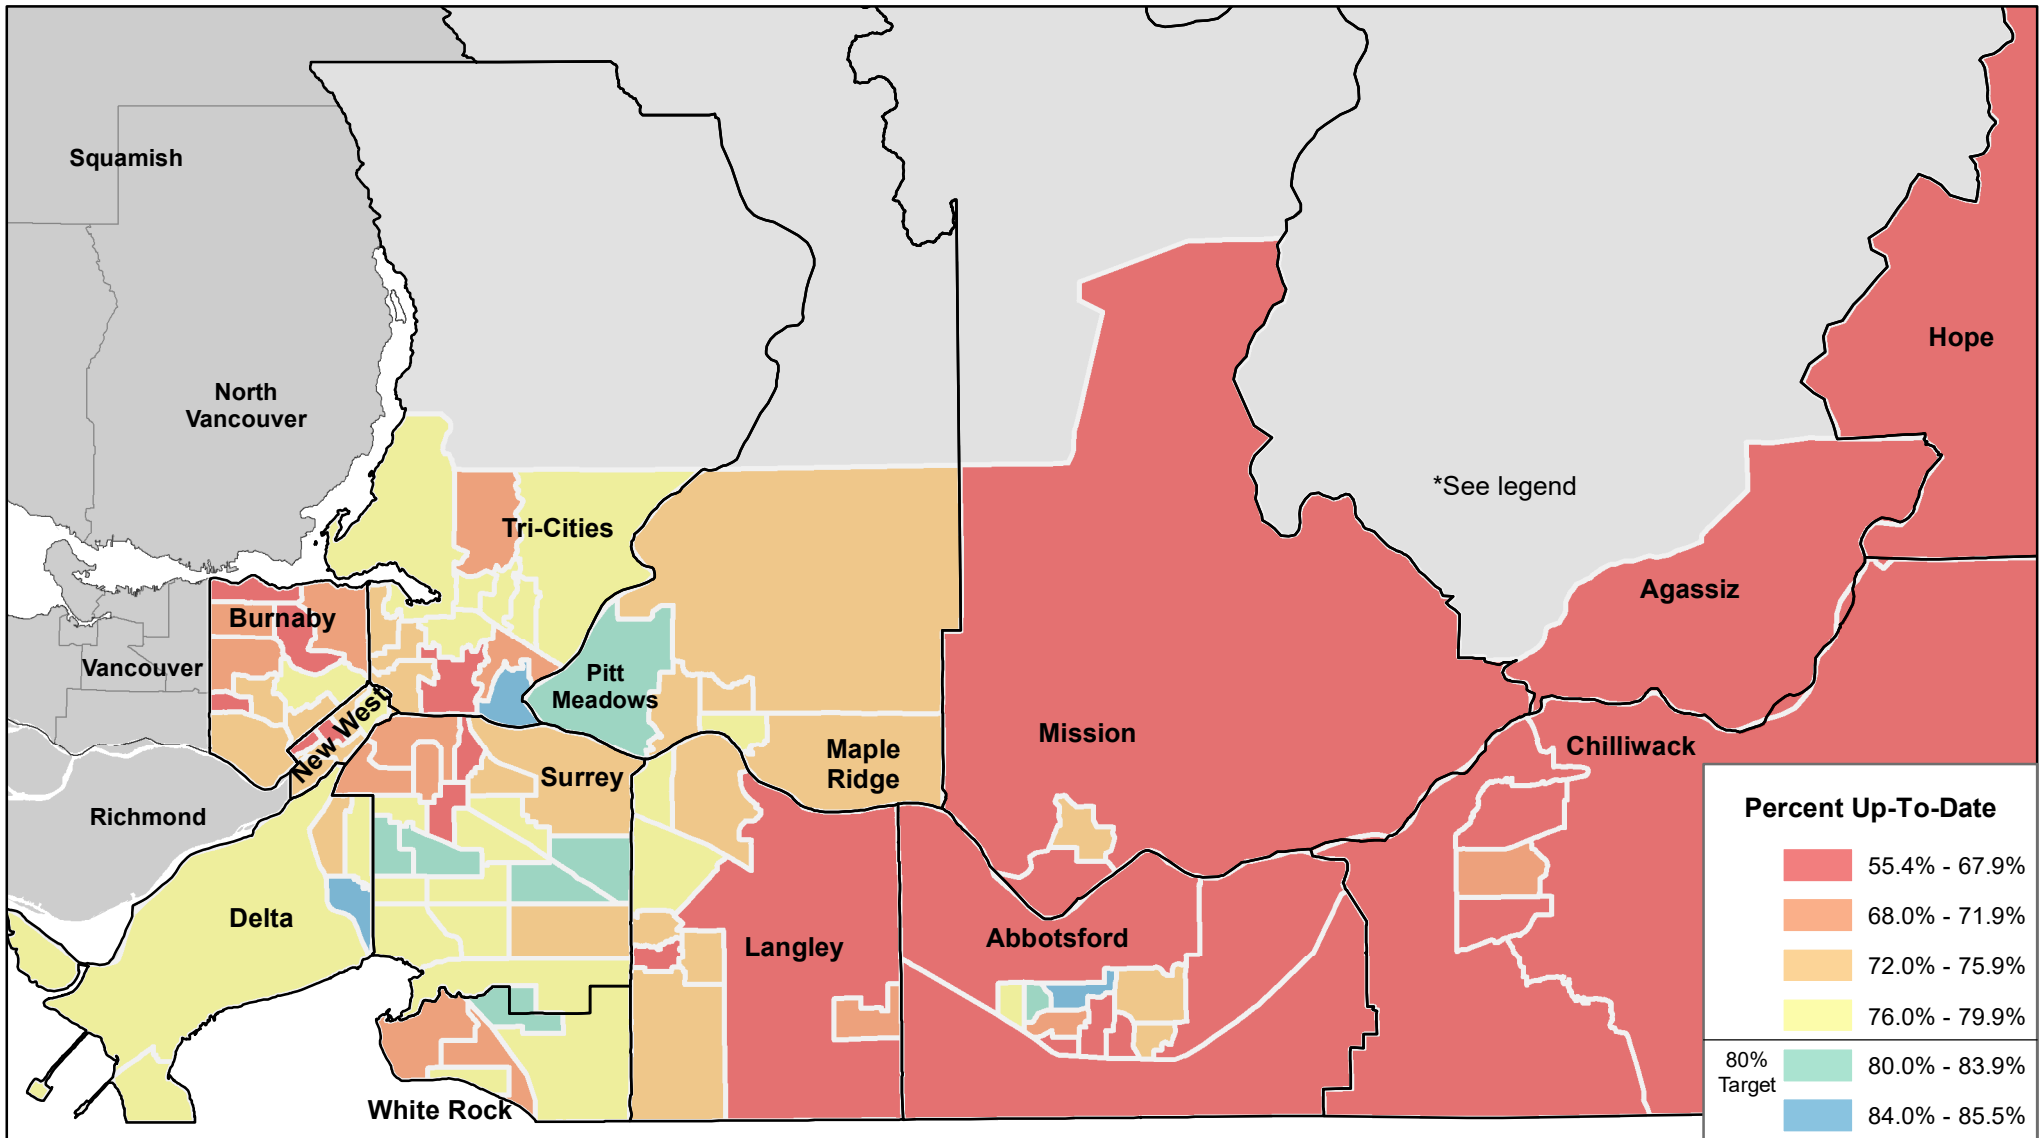 Squamish
North
Vancouver
Hope
*See legend
Tri-Cities
Agassiz
Burnaby
Vancouver
Pitt
Meadows
New West
Mission
Chilliwack
Maple
Ridge
Surrey
Richmond
Delta
Langley
Abbotsford
White Rock
Percent Up-To-Date
55.4% - 67.9%
68.0% - 71.9%
72.0% - 75.9%
76.0% - 79.9%
80%
Target
80.0% - 83.9%
84.0% - 85.5%